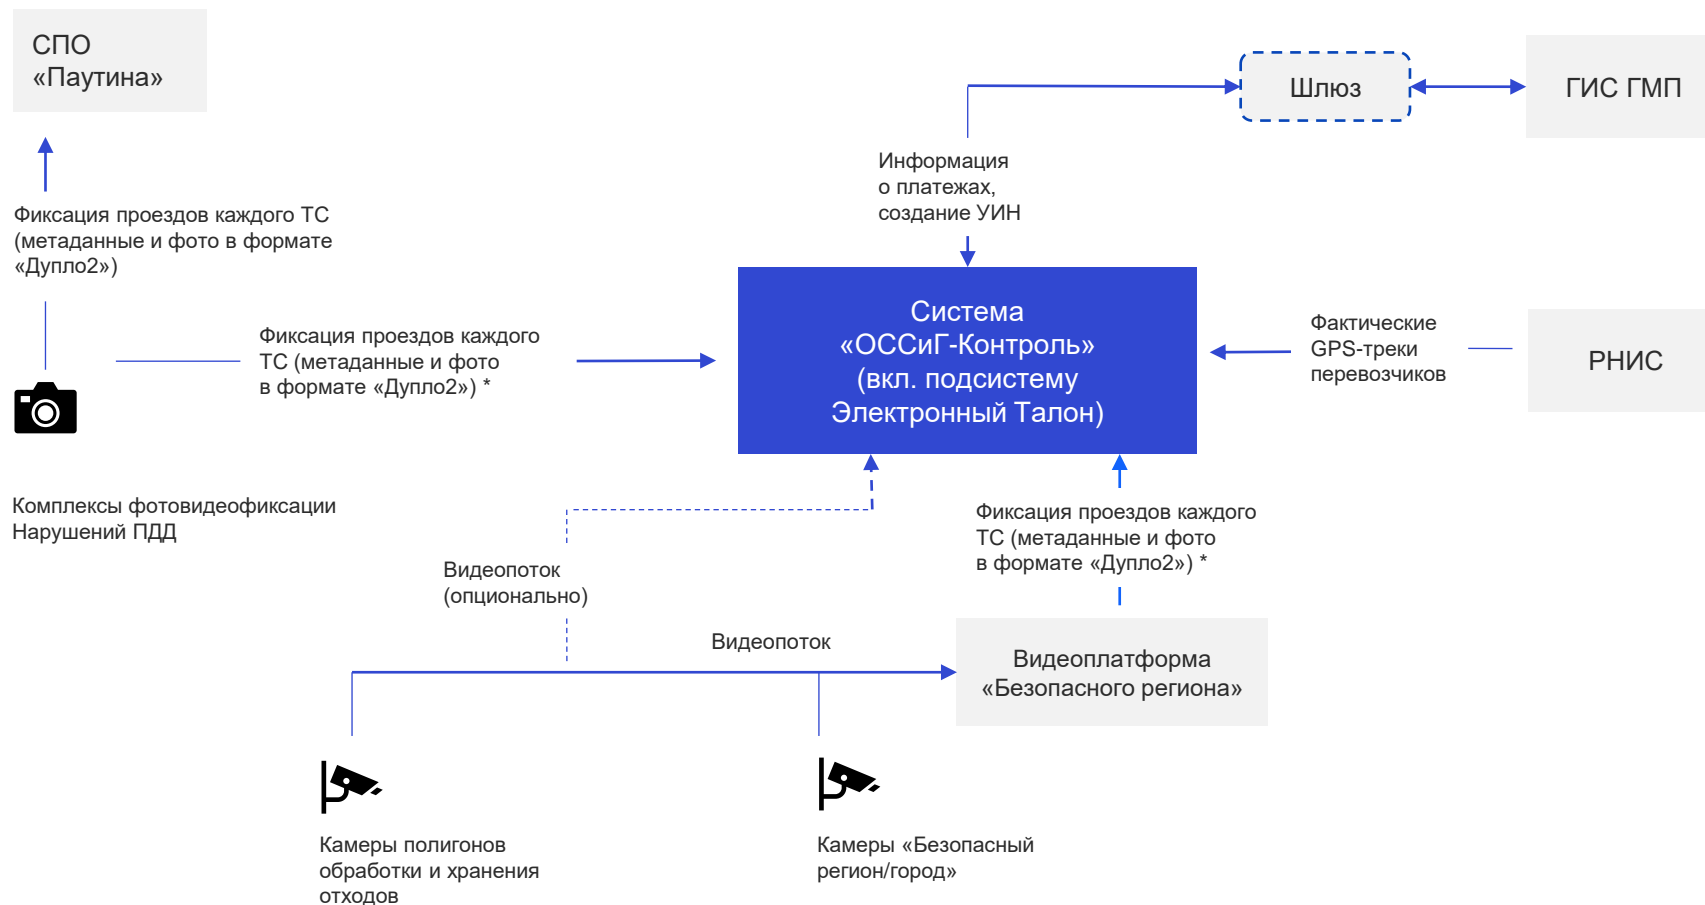 СПО
«Паутина»
Шлюз
ГИС ГМП
Информация
о платежах,
создание УИН
Фиксация проездов каждого ТС
(метаданные и фото в формате
«Дупло2»)
Фиксация проездов каждого
ТС (метаданные и фото
в формате «Дупло2») *
Система
«ОССиГ-Контроль»
(вкл. подсистему
Электронный Талон)
Фактические
GPS-треки
перевозчиков
РНИС
Комплексы фотовидеофиксации
Нарушений ПДД
Фиксация проездов каждого
ТС (метаданные и фото
в формате «Дупло2») *
Видеопоток
(опционально)
Видеопоток
Видеоплатформа
«Безопасного региона»
Камеры полигонов
обработки и хранения
отходов
Камеры «Безопасный
регион/город»